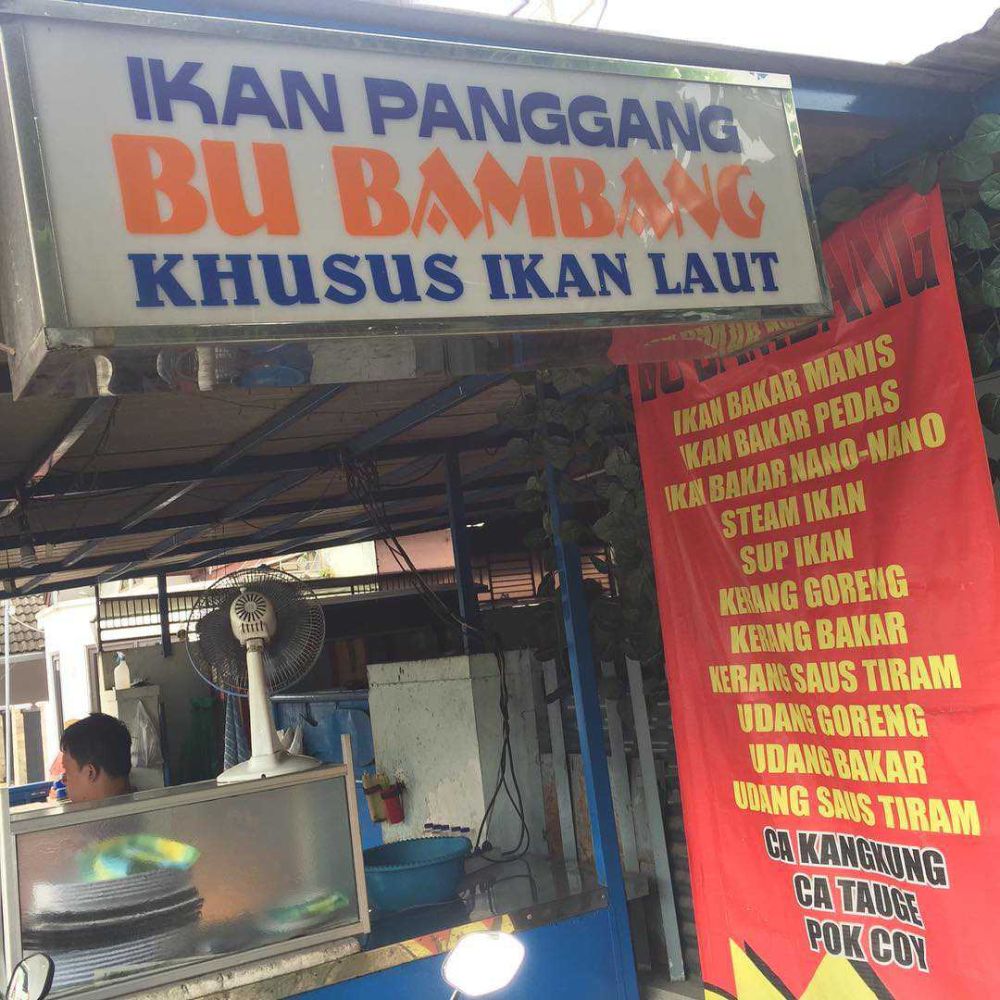 IKAN PANGGANG
BU BAMBANG
KHUSUS IKAN LAUT
IKAN BAKAR MANIS
IKAN BAKAR PEDAS
IKAN BAKAR NANO-NANO
STEAM IKAN
SUP IKAN
KERANG GORENG
KERANG BAKAR
KERANG SAUS TIRAM
UDANG GORENG
UDANG BAKAR
UDANG SAUS TIRAM
CA KANGKUNG
CA TAUGE
POK COY